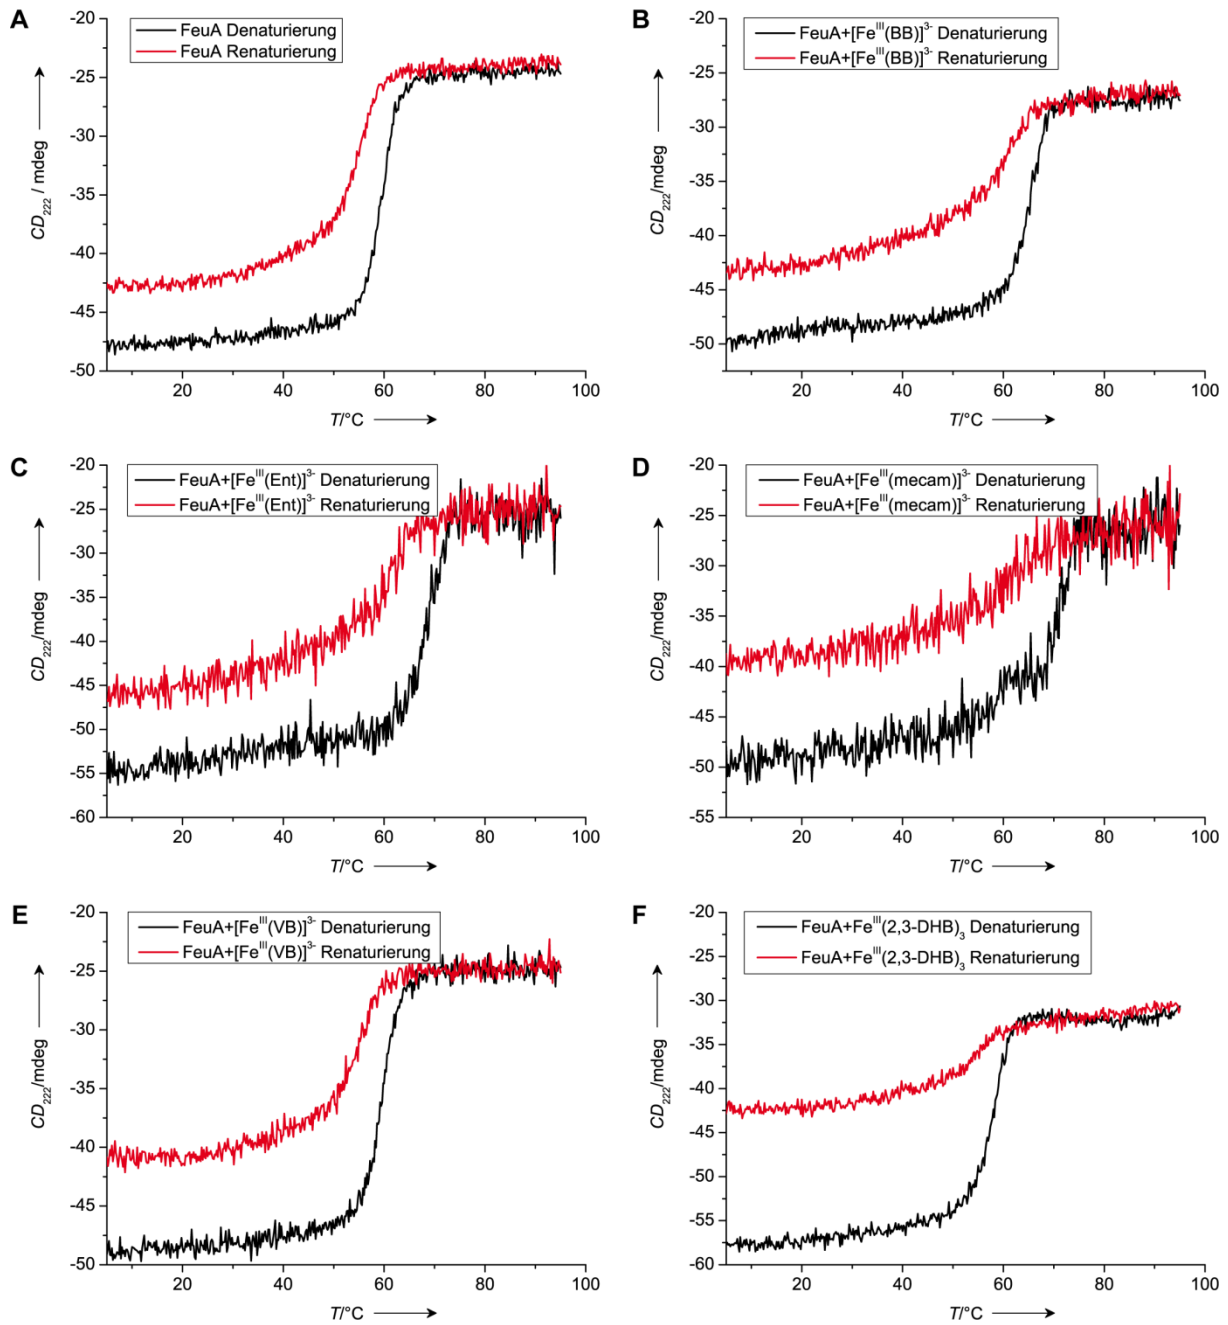 A
FeuA Denaturierung
FeuA Renaturierung
-20
-25
-30
-35
-40
-45
-50
CD₂₂₂ / mdeg
20
40
60
80
100
T/°C
B
FeuA+[Feᴵᴵᴵ(BB)]³⁻ Denaturierung
FeuA+[Feᴵᴵᴵ(BB)]³⁻ Renaturierung
-20
-25
-30
-35
-40
-45
-50
CD₂₂₂/mdeg
20
40
60
80
100
T/°C
C
FeuA+[Feᴵᴵᴵ(Ent)]³⁻ Denaturierung
FeuA+[Feᴵᴵᴵ(Ent)]³⁻ Renaturierung
-20
-25
-30
-35
-40
-45
-50
-55
-60
CD₂₂₂/mdeg
20
40
60
80
100
T/°C
D
FeuA+[Feᴵᴵᴵ(mecam)]³⁻ Denaturierung
FeuA+[Feᴵᴵᴵ(mecam)]³⁻ Renaturierung
-20
-25
-30
-35
-40
-45
-50
-55
CD₂₂₂/mdeg
20
40
60
80
100
T/°C
E
FeuA+[Feᴵᴵᴵ(VB)]³⁻ Denaturierung
FeuA+[Feᴵᴵᴵ(VB)]³⁻ Renaturierung
-20
-25
-30
-35
-40
-45
-50
CD₂₂₂/mdeg
20
40
60
80
100
T/°C
F
FeuA+Feᴵᴵᴵ(2,3-DHB)₃ Denaturierung
FeuA+Feᴵᴵᴵ(2,3-DHB)₃ Renaturierung
-20
-25
-30
-35
-40
-45
-50
-55
-60
CD₂₂₂/mdeg
20
40
60
80
100
T/°C